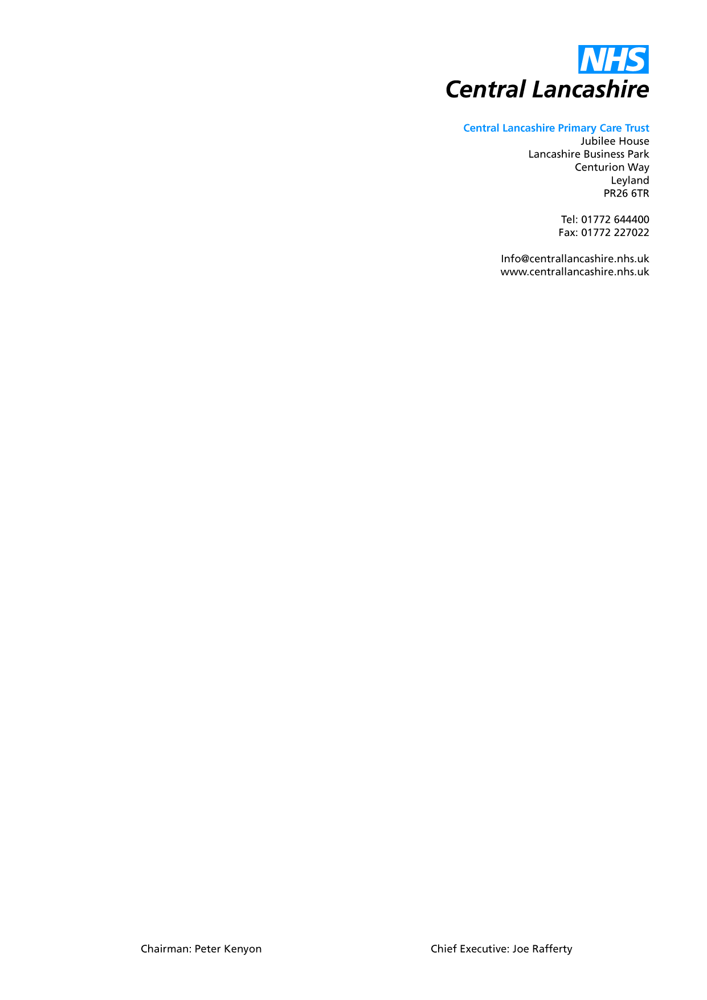 NHS
Central Lancashire
Central Lancashire Primary Care Trust
Jubilee House
Lancashire Business Park
Centurion Way
Leyland
PR26 6TR
Tel: 01772 644400
Fax: 01772 227022
Info@centrallancashire.nhs.uk
www.centrallancashire.nhs.uk
Chairman: Peter Kenyon
Chief Executive: Joe Rafferty